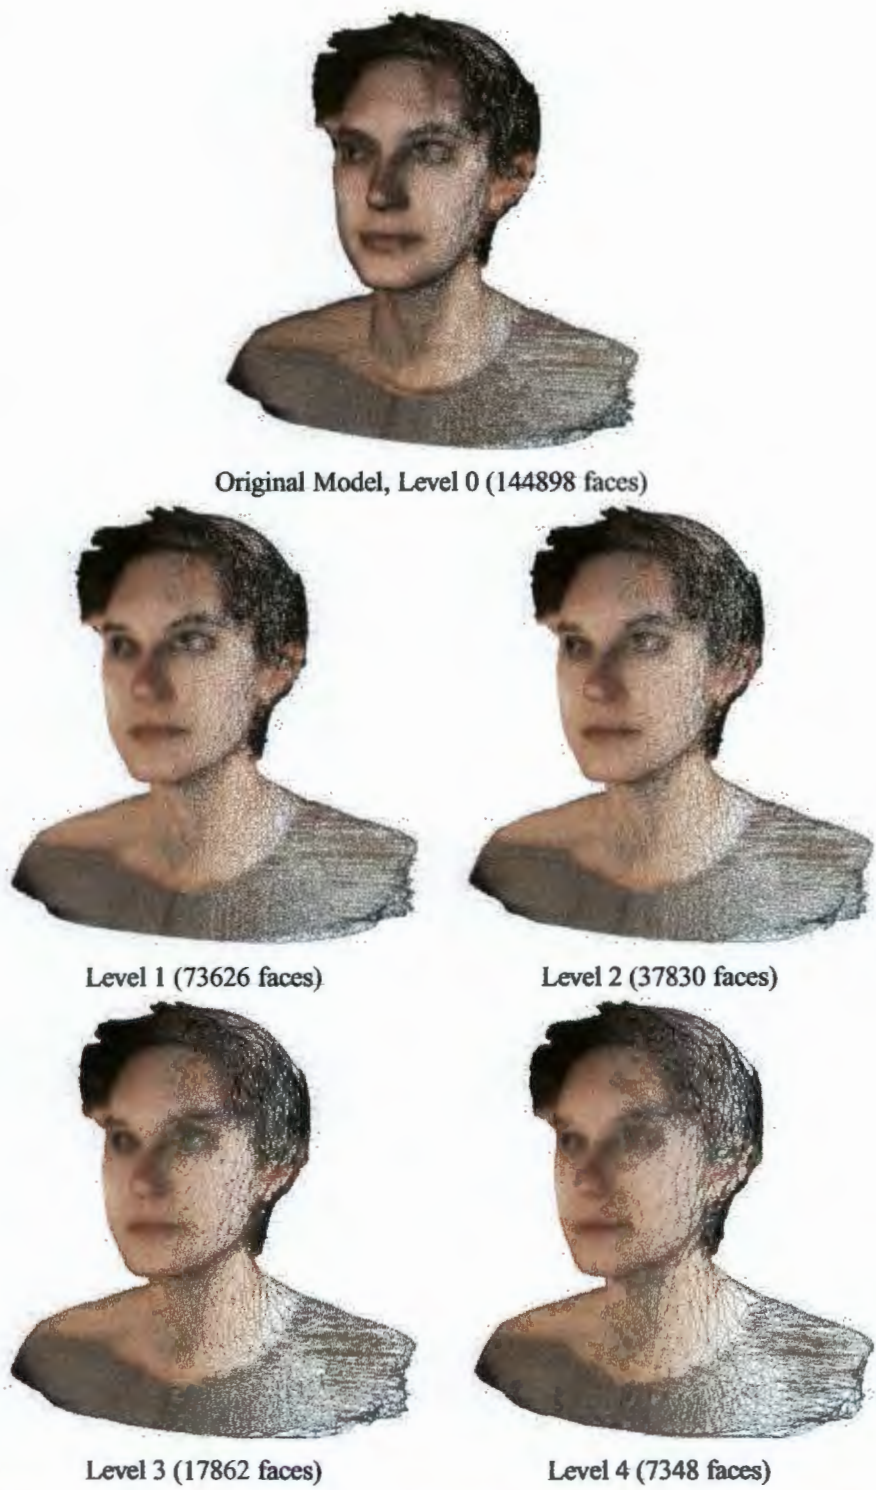 Original Model, Level 0 (144898 faces)
Level 1 (73626 faces)
Level 2 (37830 faces)
Level 3 (17862 faces)
Level 4 (7348 faces)